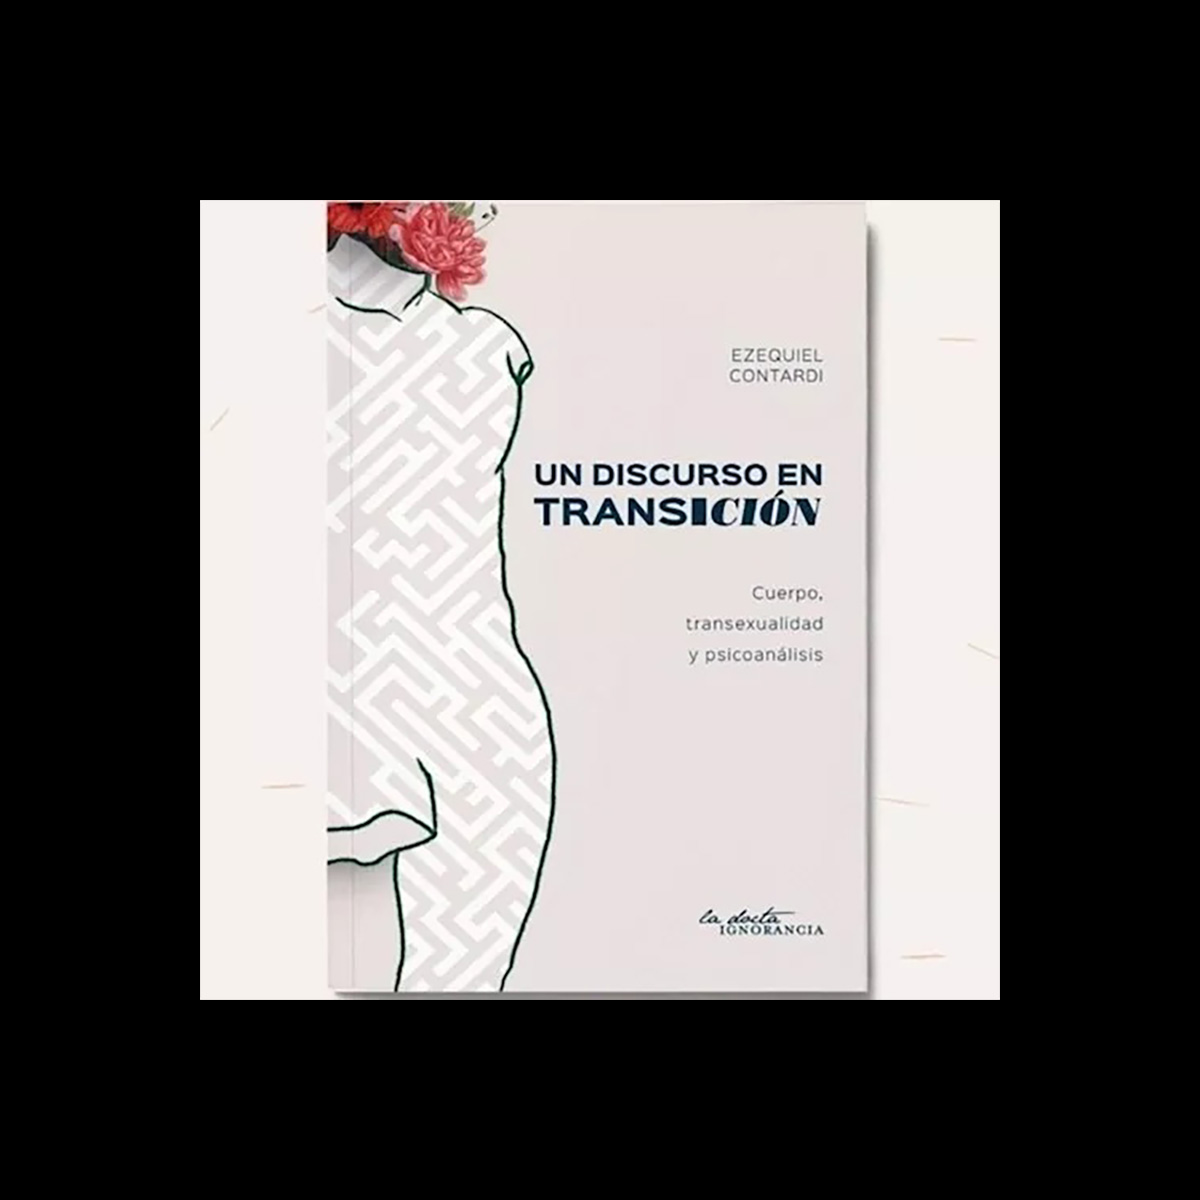 EZEQUIEL
CONTARDI
UN DISCURSO EN
TRANSICIÓN
Cuerpo,
transexualidad
y psicoanálisis
la docta
IGNORANCIA